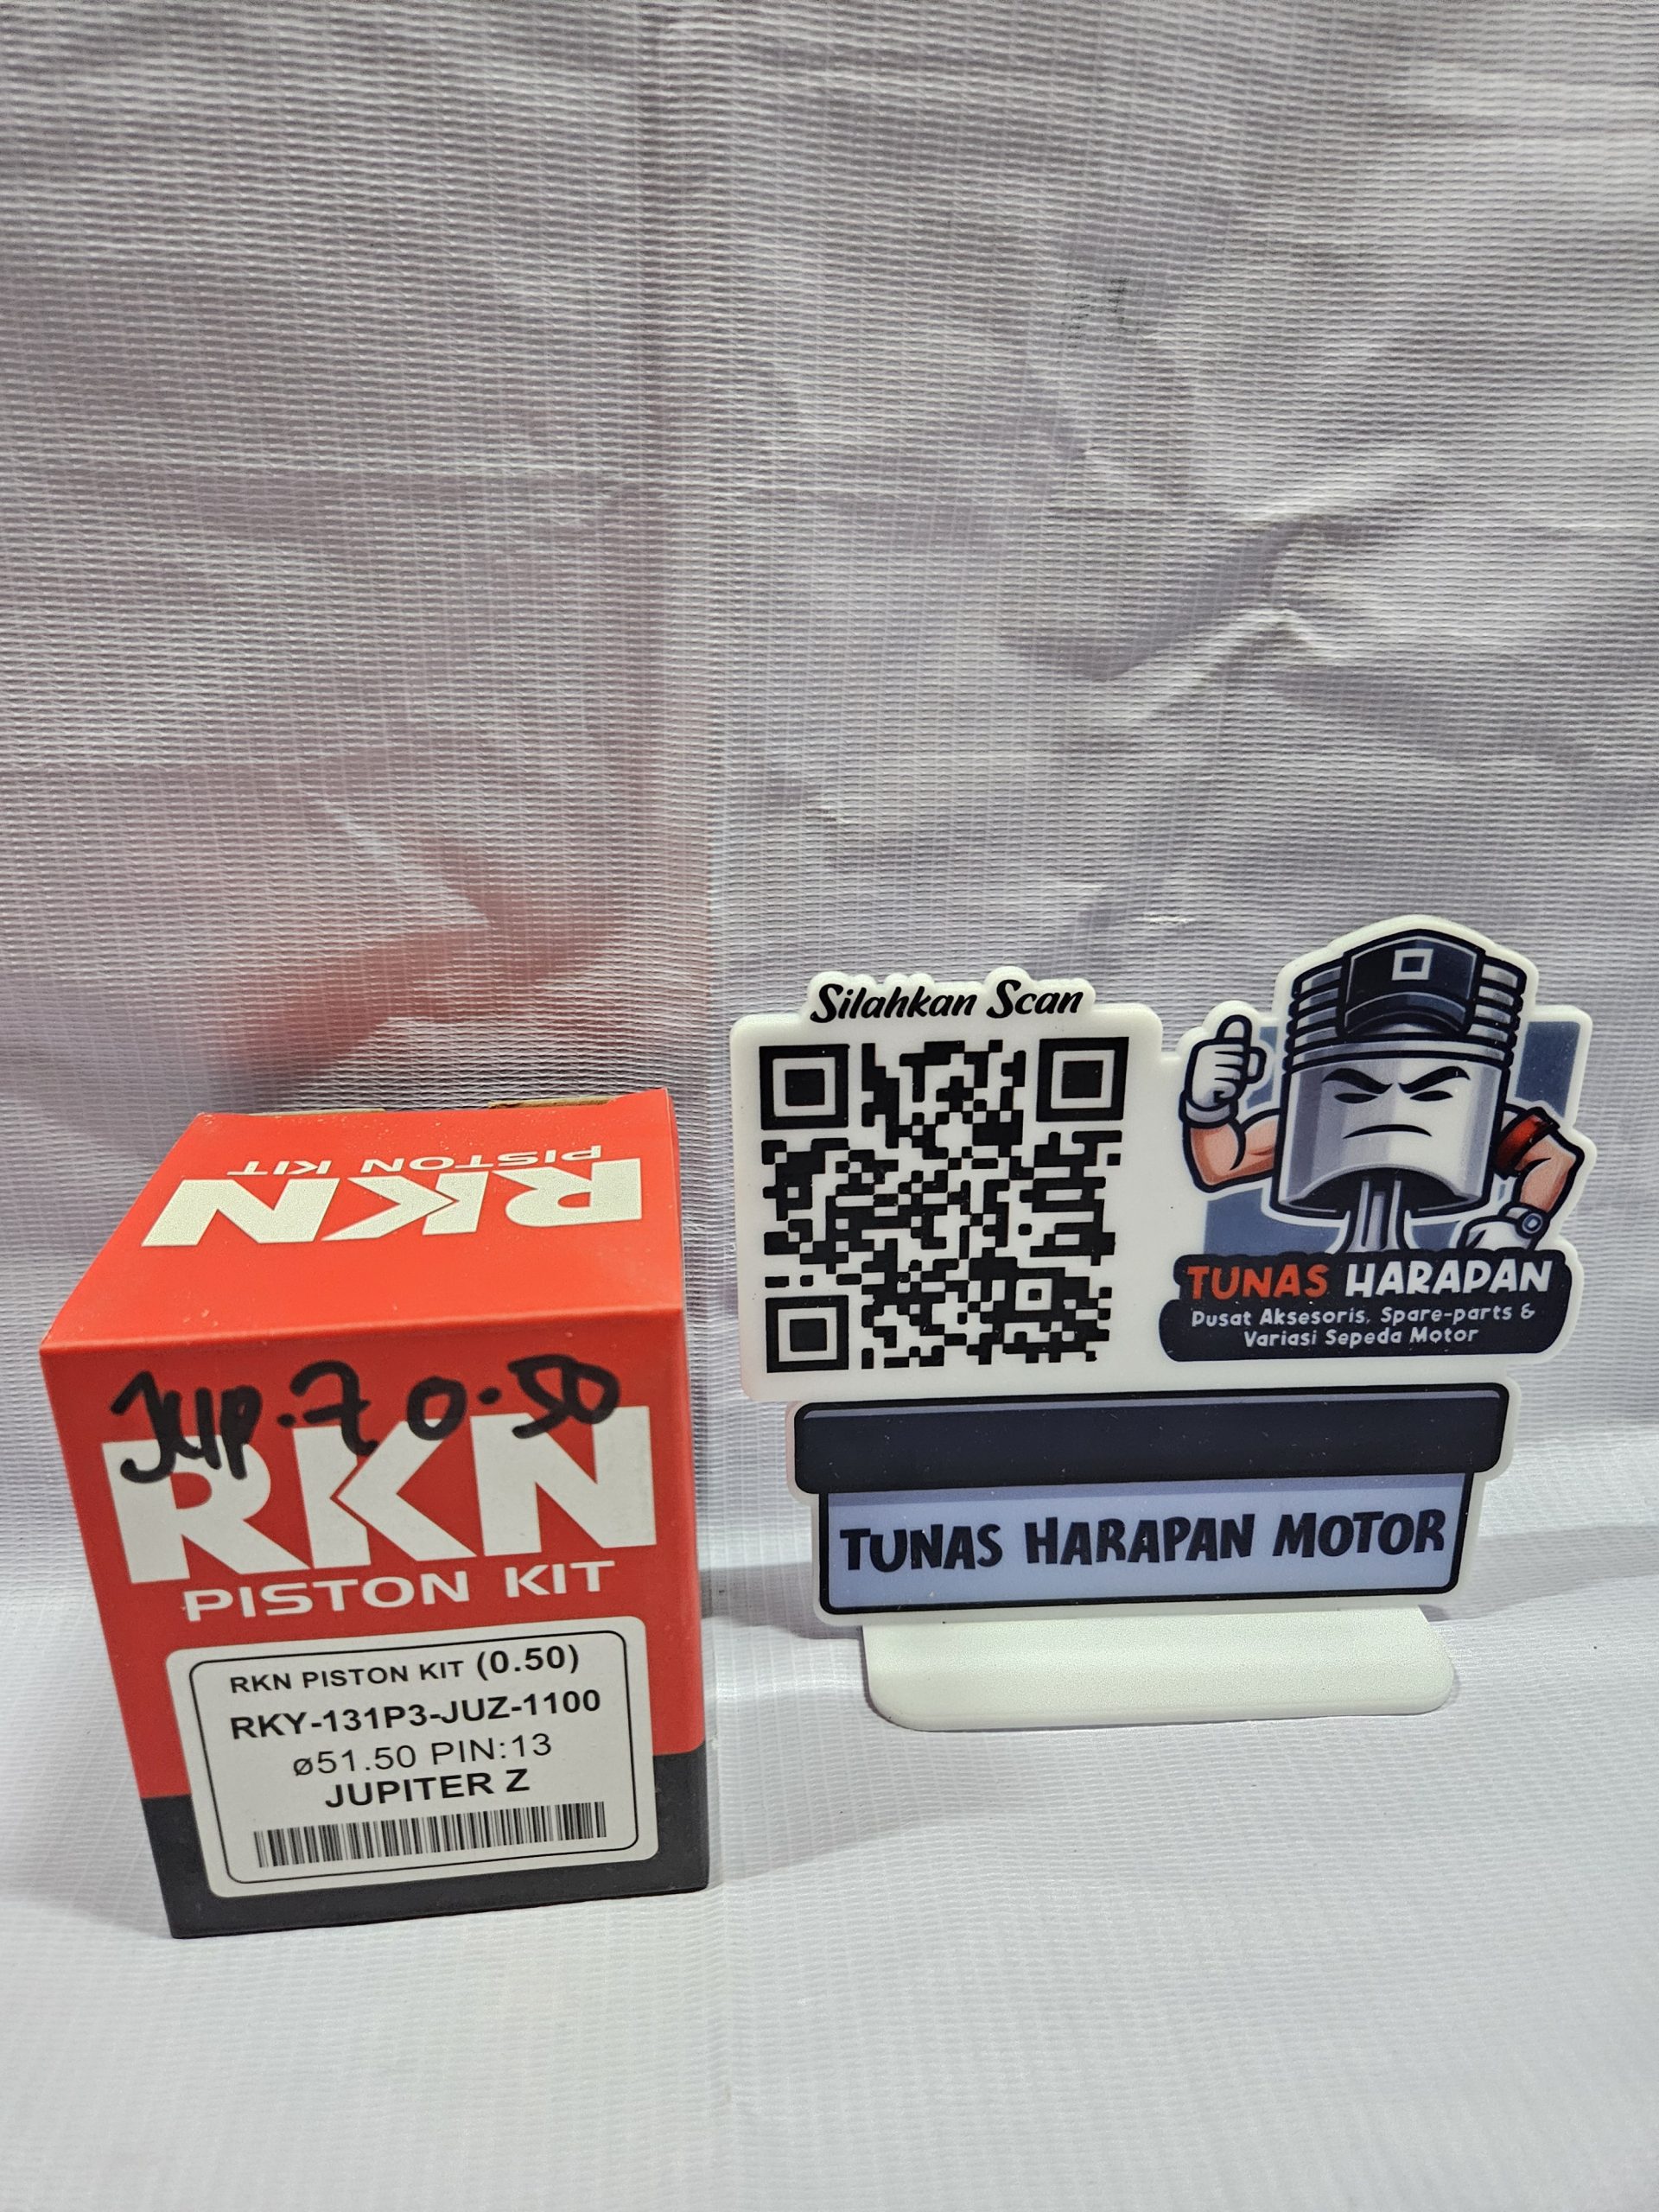 RKN
PISTON KIT
Jup.Z 0.50
RKN
PISTON KIT
RKN PISTON KIT (0.50)
RKY-131P3-JUZ-1100
ø51.50 PIN:13
JUPITER Z
Silahkan Scan
TUNAS HARAPAN
Pusat Aksesoris, Spare-parts &
Variasi Sepeda Motor
TUNAS HARAPAN MOTOR